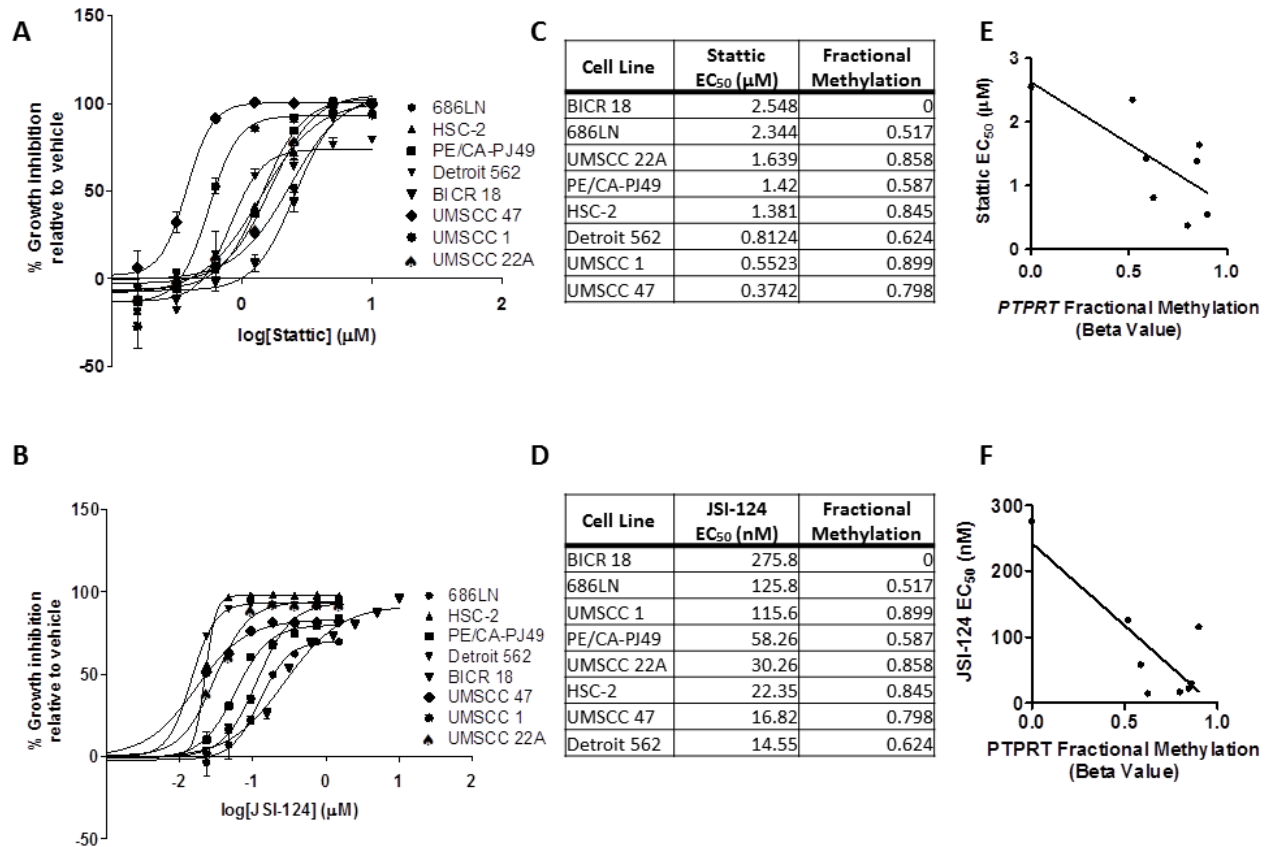 A
150
100
50
0
-50
0
1
2
% Growth Inhibition
relative to vehicle
log[Stattic] (µM)
686LN
HSC-2
PE/CA-PJ49
Detroit 562
BICR 18
UMSCC 47
UMSCC 1
UMSCC 22A
C
Cell Line Stattic EC50 (µM) Fractional Methylation
BICR 18 2.548 0
686LN 2.344 0.517
UMSCC 22A 1.639 0.858
PE/CA-PJ49 1.42 0.587
HSC-2 1.381 0.845
Detroit 562 0.8124 0.624
UMSCC 1 0.5523 0.899
UMSCC 47 0.3742 0.798
E
3
2
1
0
0.0
0.5
1.0
Stattic EC50 (µM)
PTPRT Fractional Methylation
(Beta Value)
B
150
100
50
0
-50
-2
-1
0
1
2
% Growth inhibition
relative to vehicle
log[JSI-124] (µM)
686LN
HSC-2
PE/CA-PJ49
Detroit 562
BICR 18
UMSCC 47
UMSCC 1
UMSCC 22A
D
Cell Line JSI-124 EC50 (nM) Fractional Methylation
BICR 18 275.8 0
686LN 125.8 0.517
UMSCC 1 115.6 0.899
PE/CA-PJ49 58.26 0.587
UMSCC 22A 30.26 0.858
HSC-2 22.35 0.845
UMSCC 47 16.82 0.798
Detroit 562 14.55 0.624
F
300
200
100
0
0.0
0.5
1.0
JSI-124 EC50 (nM)
PTPRT Fractional Methylation
(Beta Value)